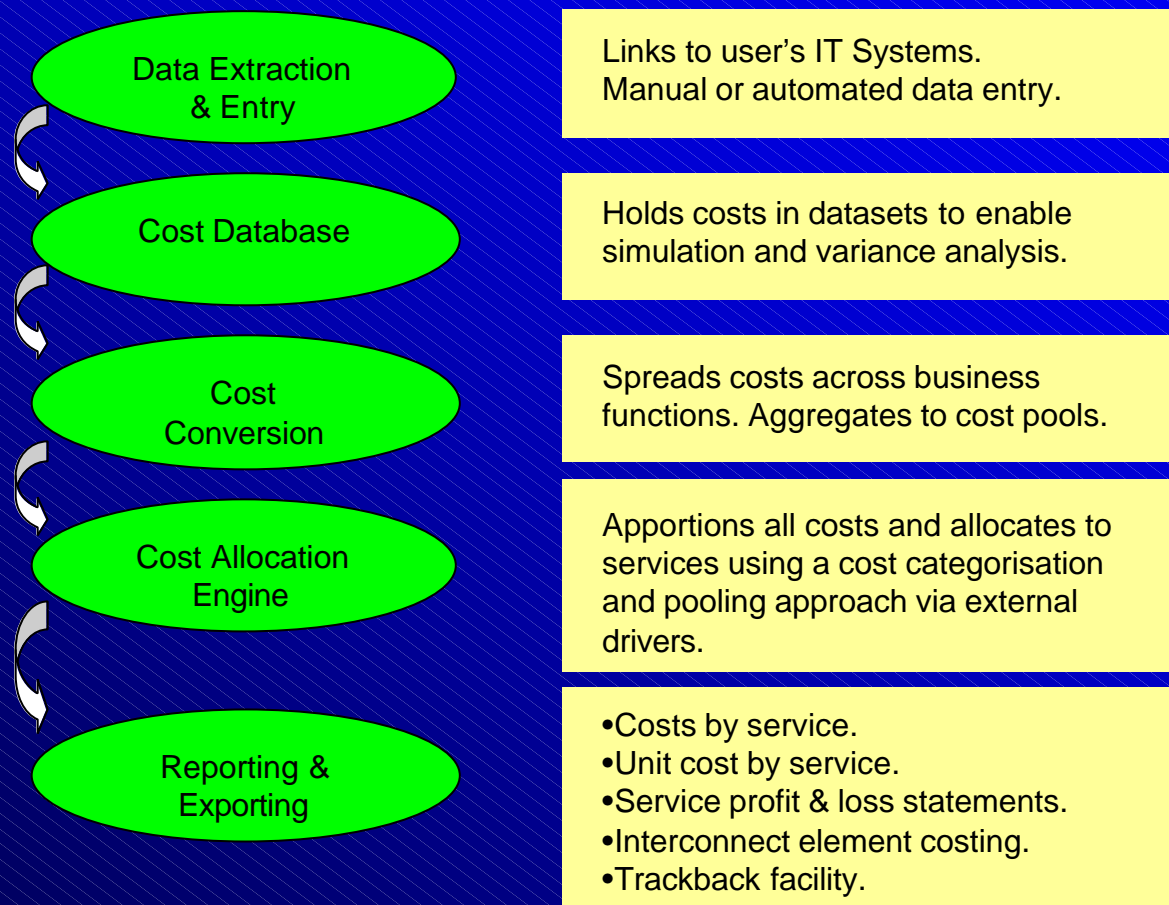 Data Extraction
& Entry
Links to user's IT Systems.
Manual or automated data entry.
Cost Database
Holds costs in datasets to enable
simulation and variance analysis.
Cost
Conversion
Spreads costs across business
functions. Aggregates to cost pools.
Cost Allocation
Engine
Apportions all costs and allocates to
services using a cost categorisation
and pooling approach via external
drivers.
Reporting &
Exporting
•Costs by service.
•Unit cost by service.
•Service profit & loss statements.
•Interconnect element costing.
•Trackback facility.